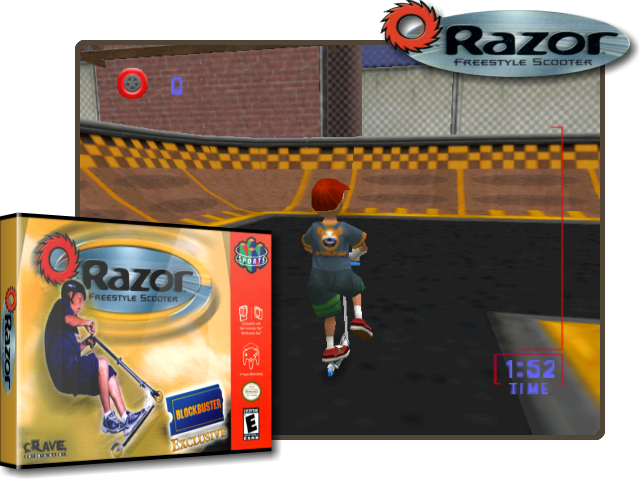 Razor
FREESTYLE SCOOTER
0
1:52
TIME
Razor
FREESTYLE SCOOTER
SPORTS
BLOCKBUSTER
EXCLUSIVE
CRAVE
E
Razor